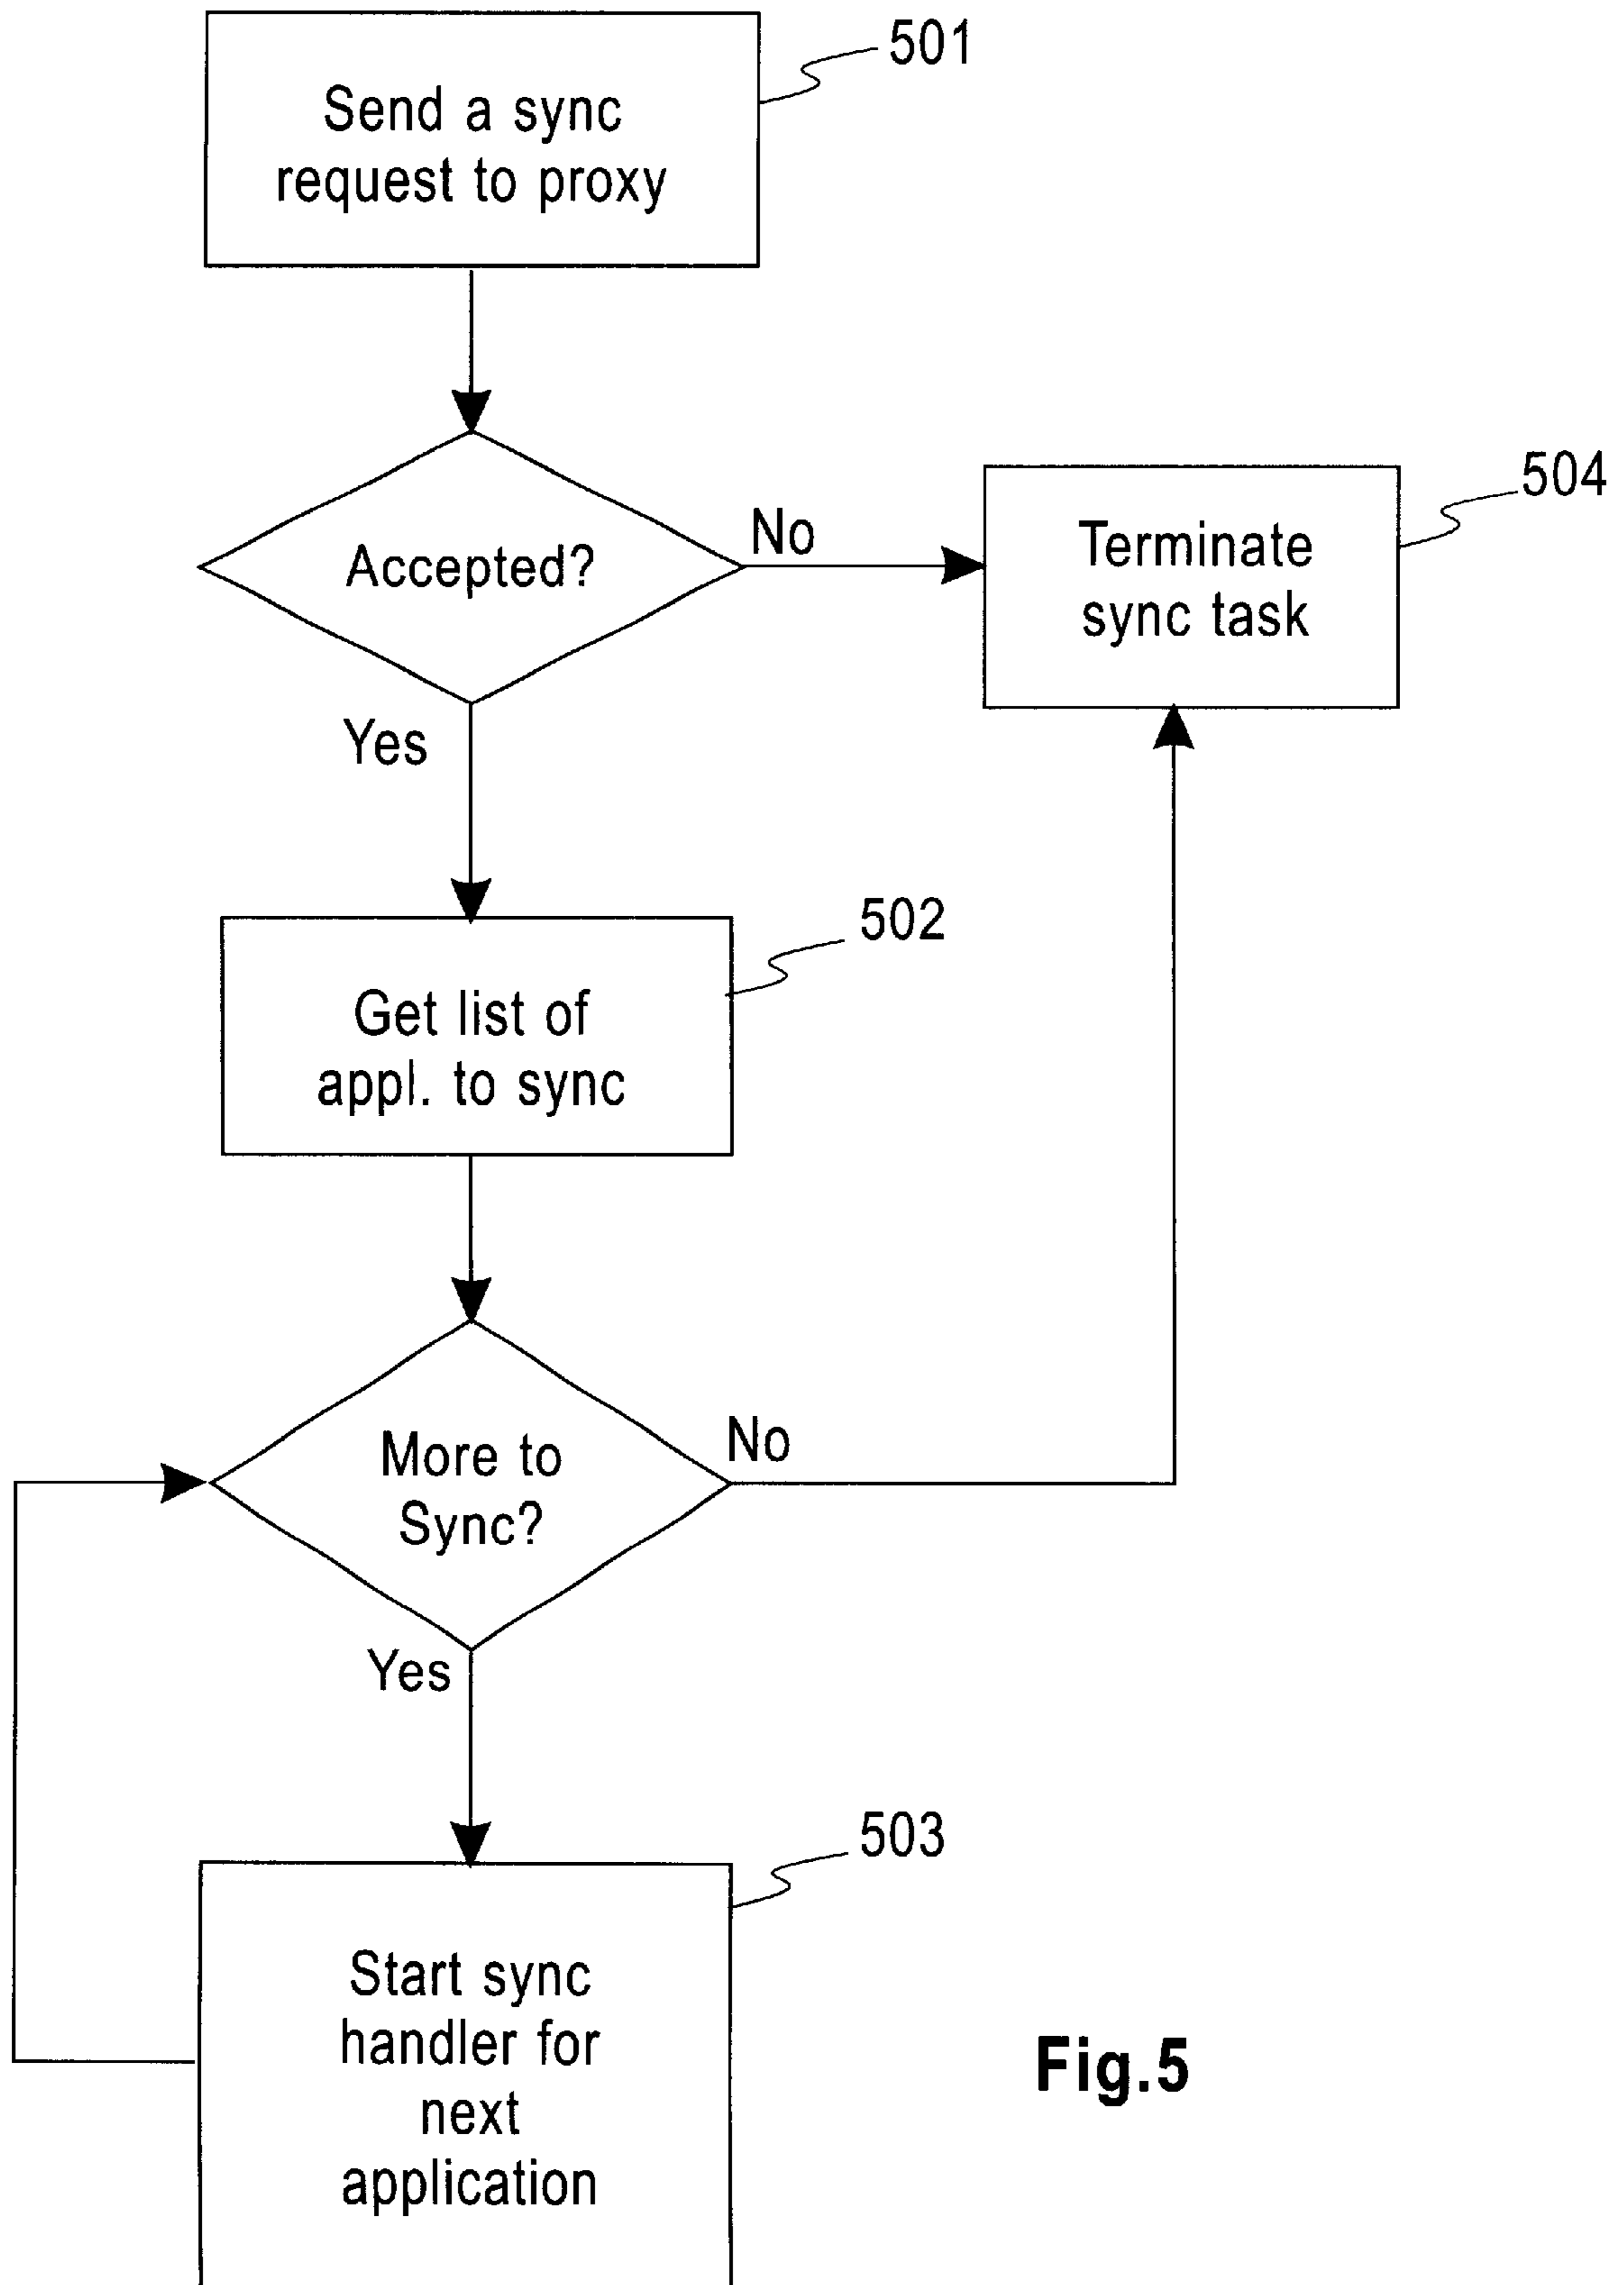 501
Send a sync
request to proxy
Accepted?
No
504
Terminate
sync task
Yes
502
Get list of
appl. to sync
More to
Sync?
No
Yes
503
Start sync
handler for
next
application
Fig.5